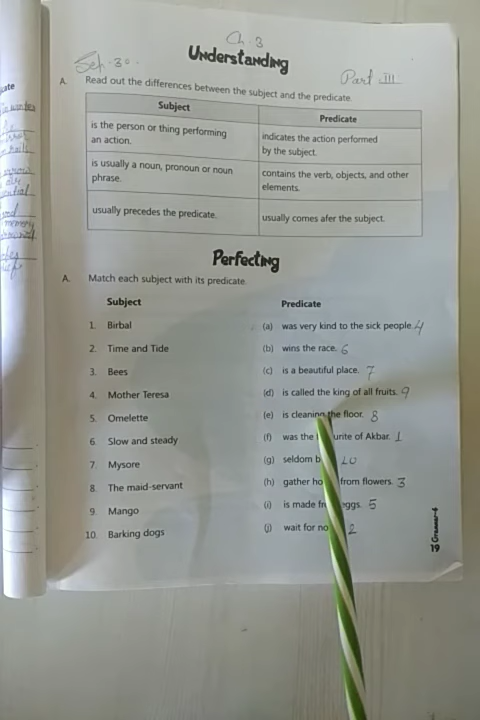 Ch-3
Understanding
Part III
A. Read out the differences between the subject and the predicate.
Subject Predicate
is the person or thing performing an action.
indicates the action performed by the subject.
is usually a noun, pronoun or noun phrase.
contains the verb, objects, and other elements.
usually precedes the predicate.
usually comes afer the subject.
Perfecting
A. Match each subject with its predicate.
Subject Predicate
1. Birbal (a) was very kind to the sick people. 4
2. Time and Tide (b) wins the race. 6
3. Bees (c) is a beautiful place. 7
4. Mother Teresa (d) is called the king of all fruits. 9
5. Omelette (e) is cleaning the floor. 8
6. Slow and steady (f) was the urite of Akbar. 1
7. Mysore (g) seldom b 10
8. The maid-servant (h) gather ho from flowers. 3
9. Mango (i) is made fr eggs. 5
10. Barking dogs (j) wait for no 2
19 Grammar-6